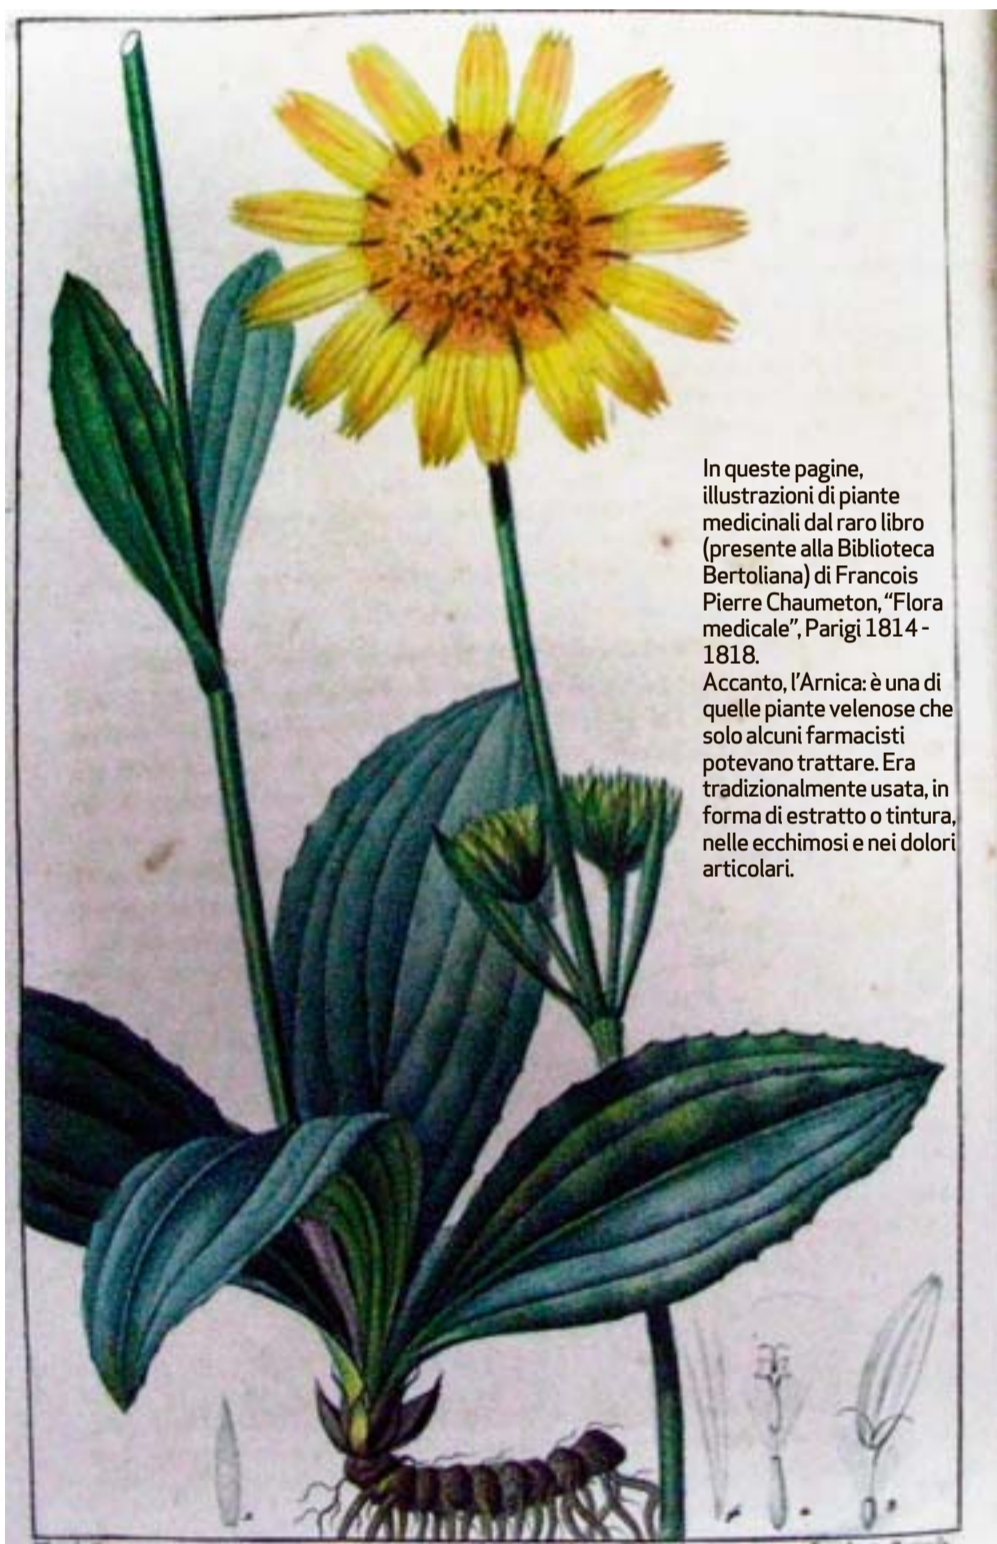 In queste pagine,
illustrazioni di piante
medicinali dal raro libro
(presente alla Biblioteca
Bertoliana) di Francois
Pierre Chaumeton, “Flora
medicale”, Parigi 1814 -
1818.
Accanto, l’Arnica: è una di
quelle piante velenose che
solo alcuni farmacisti
potevano trattare. Era
tradizionalmente usata, in
forma di estratto o tintura,
nelle ecchimosi e nei dolori
articolari.